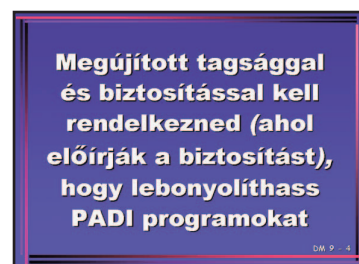 Megújított tagsággal
és biztosítással kell
rendelkezned (ahol
előírják a biztosítást),
hogy lebonyolíthass
PADI programokat
DM 9 - 4